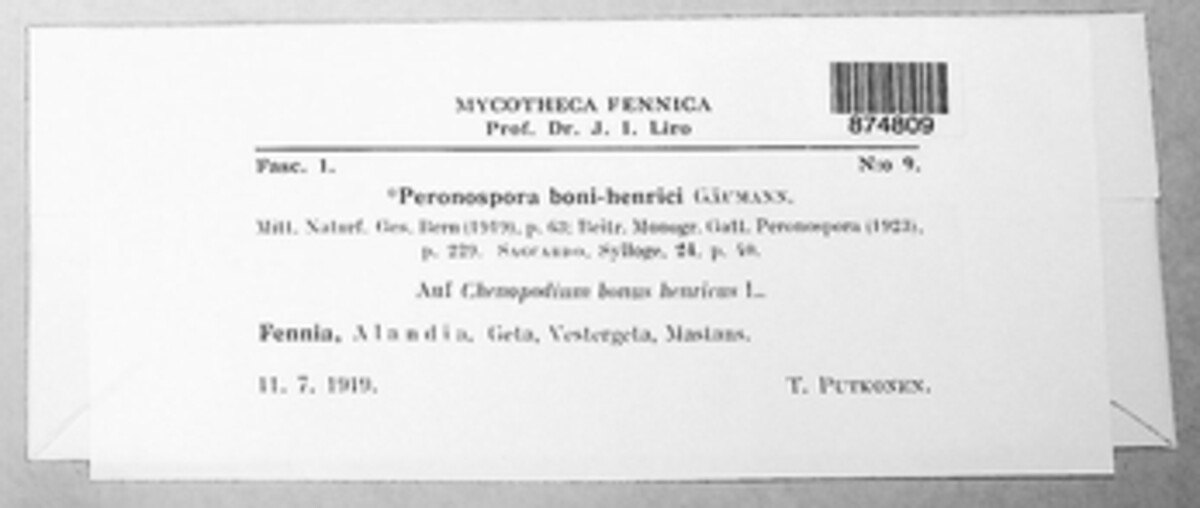 MYCOTHECA FENNICA
Prof. Dr. J. I. Liro
874809
Fasc. 1. N:o 9.
*Peronospora boni-henrici GÄUMANN.
Mitt. Naturf. Ges. Bern (1919), p. 63; Beitr. Monogr. Gatt. Peronospora (1923),
p. 229. SACCARDO, Sylloge, 24, p. 40.
Auf Chenopodium bonus henricus L.
Fennia, Alandia, Geta, Vestergeta, Mastans.
11. 7. 1919. T. PUTKONEN.